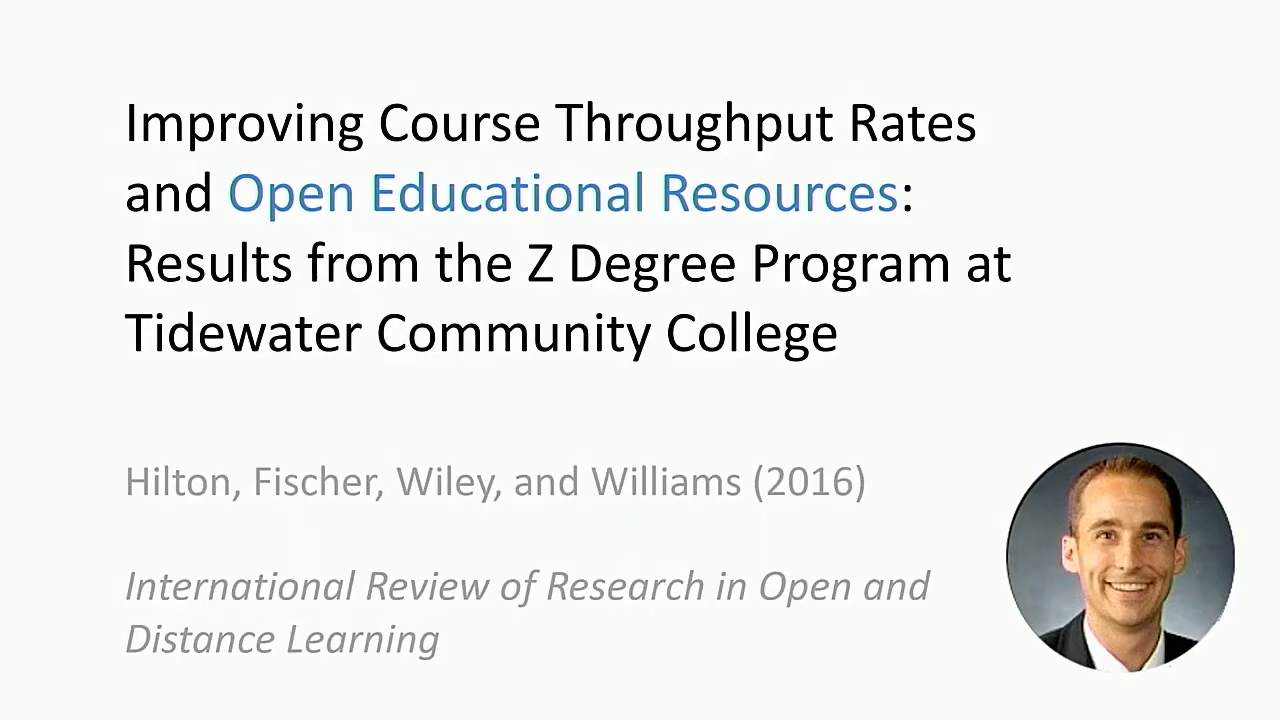 Improving Course Throughput Rates
and Open Educational Resources:
Results from the Z Degree Program at
Tidewater Community College
Hilton, Fischer, Wiley, and Williams (2016)
International Review of Research in Open and
Distance Learning